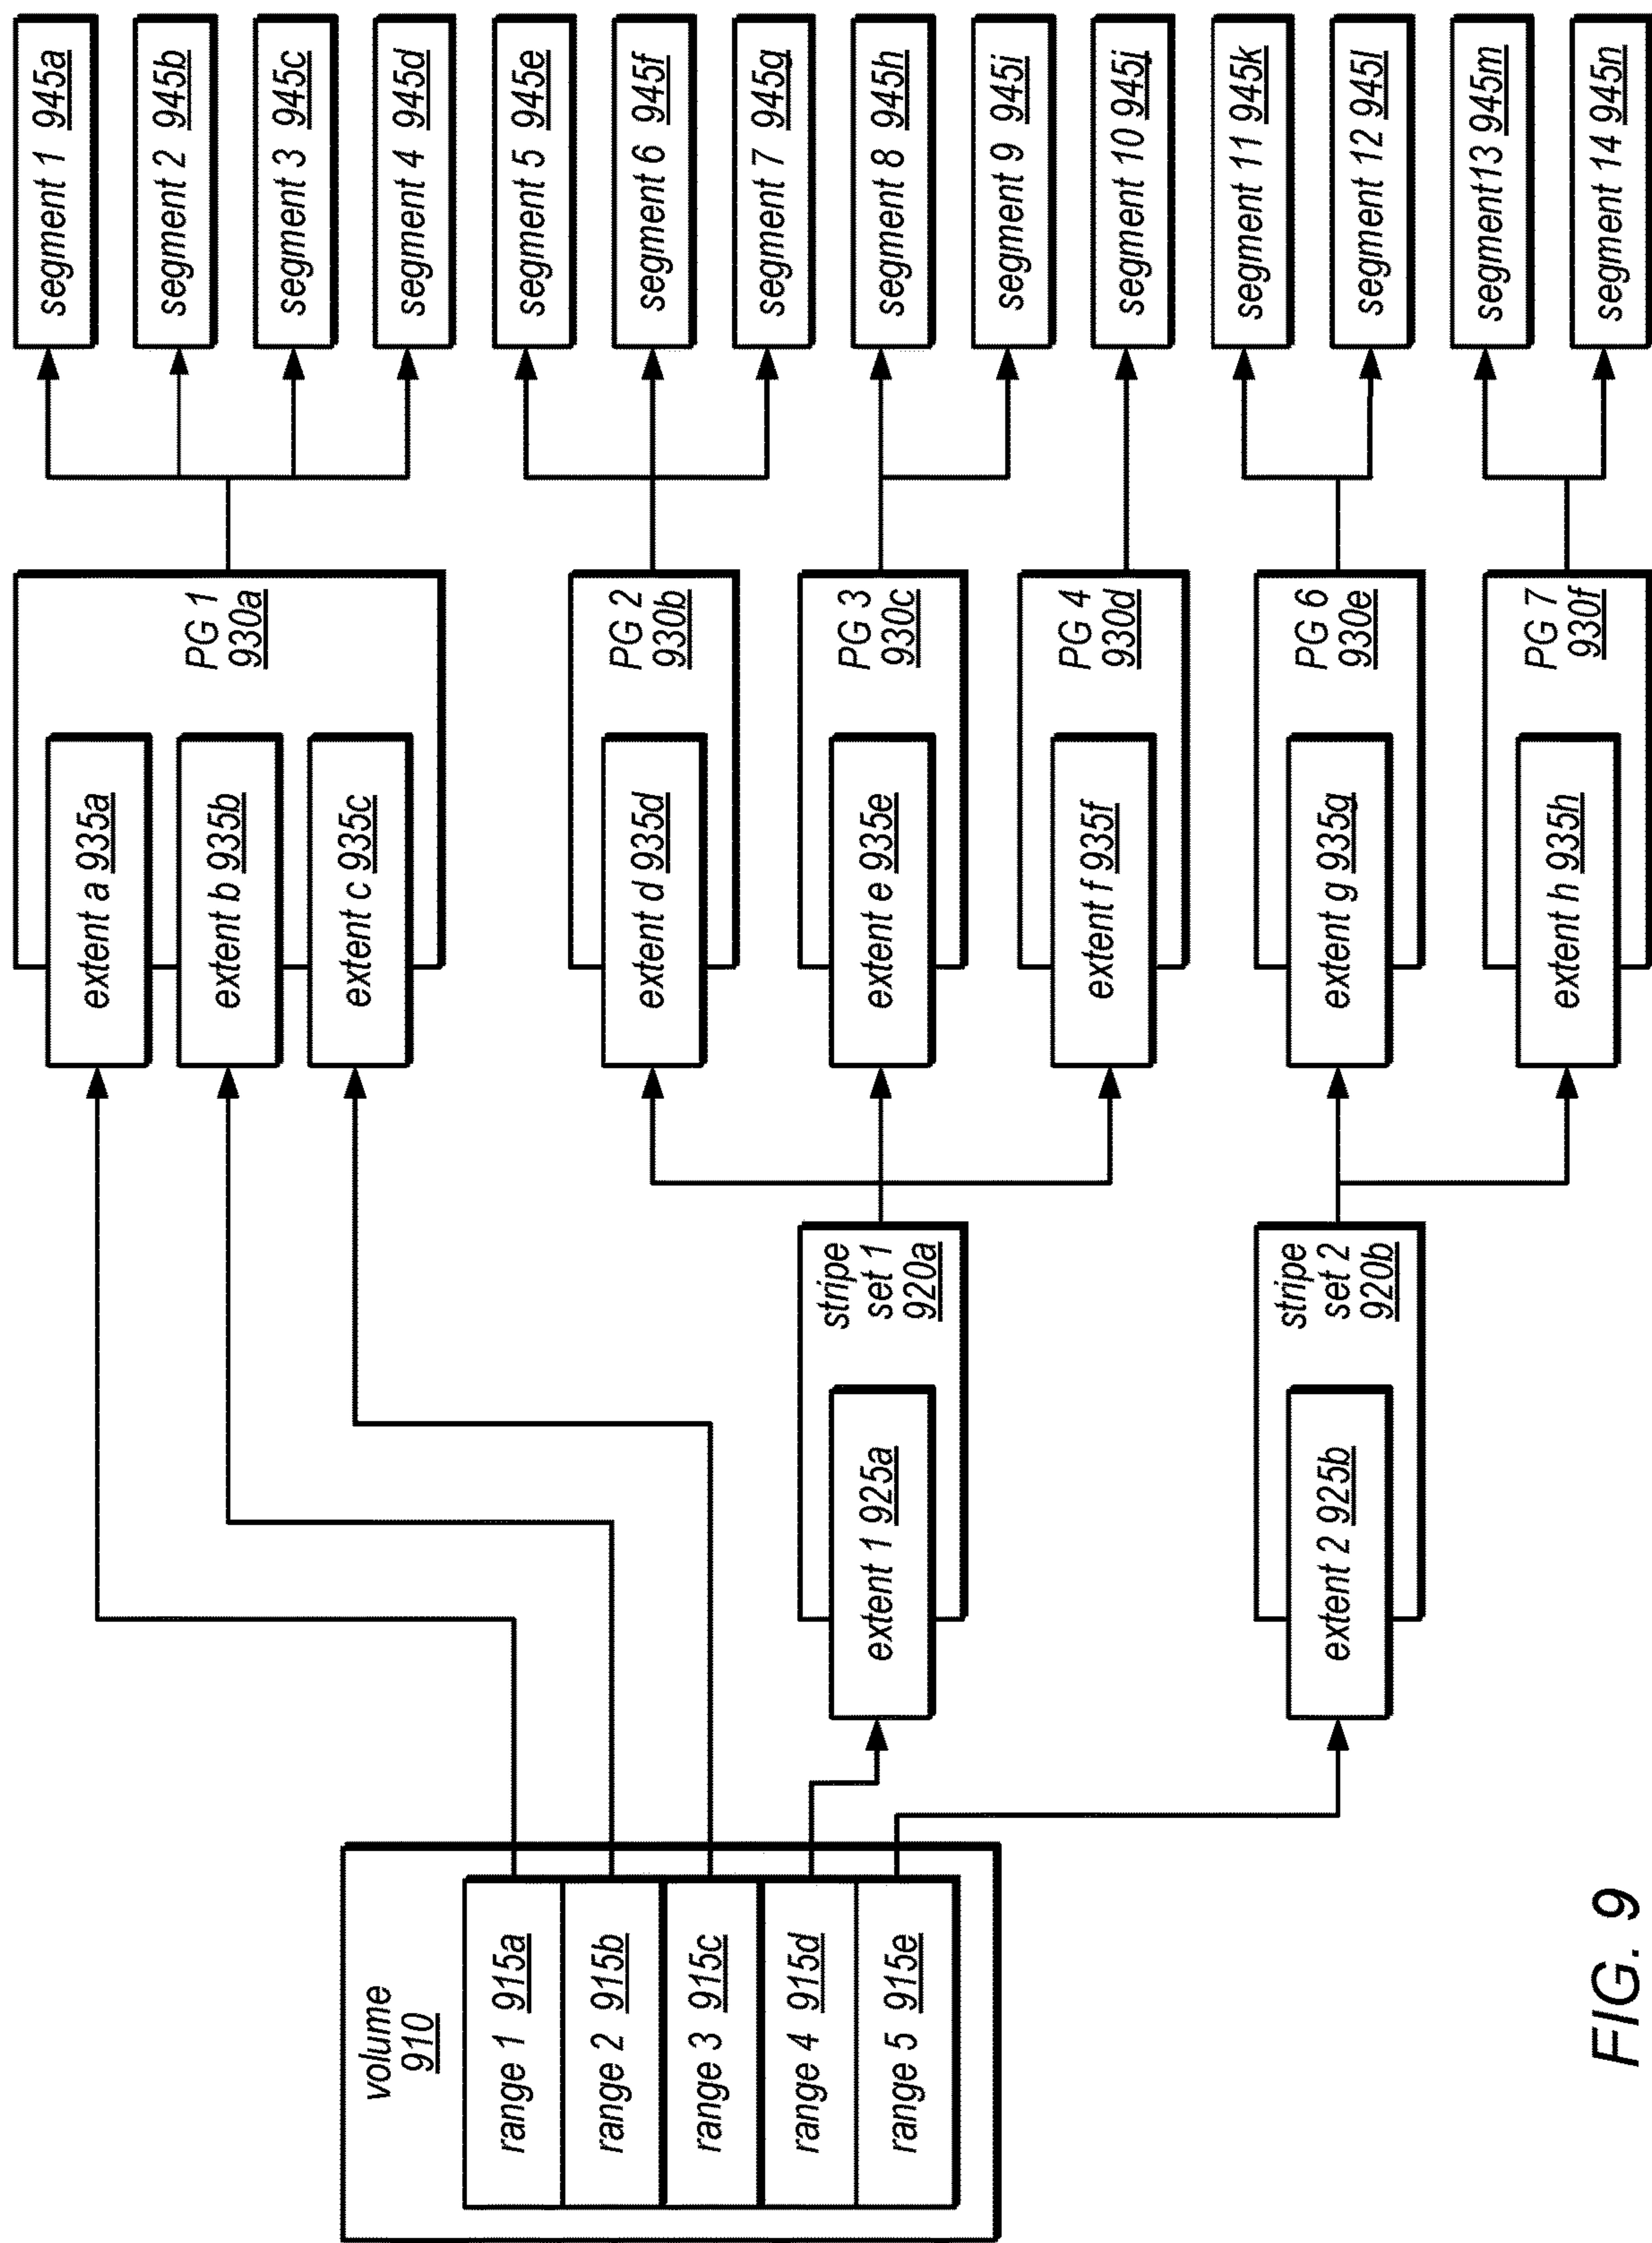 volume
910
range 1 915a
range 2 915b
range 3 915c
range 4 915d
range 5 915e
extent 1 925a
stripe
set 1
920a
extent 2 925b
stripe
set 2
920b
extent a 935a
extent b 935b
extent c 935c
PG 1
930a
extent d 935d
PG 2
930b
extent e 935e
PG 3
930c
extent f 935f
PG 4
930d
extent g 935g
PG 6
930e
extent h 935h
PG 7
930f
segment 1 945a
segment 2 945b
segment 3 945c
segment 4 945d
segment 5 945e
segment 6 945f
segment 7 945g
segment 8 945h
segment 9 945i
segment 10 945j
segment 11 945k
segment 12 945l
segment13 945m
segment 14 945n
FIG. 9